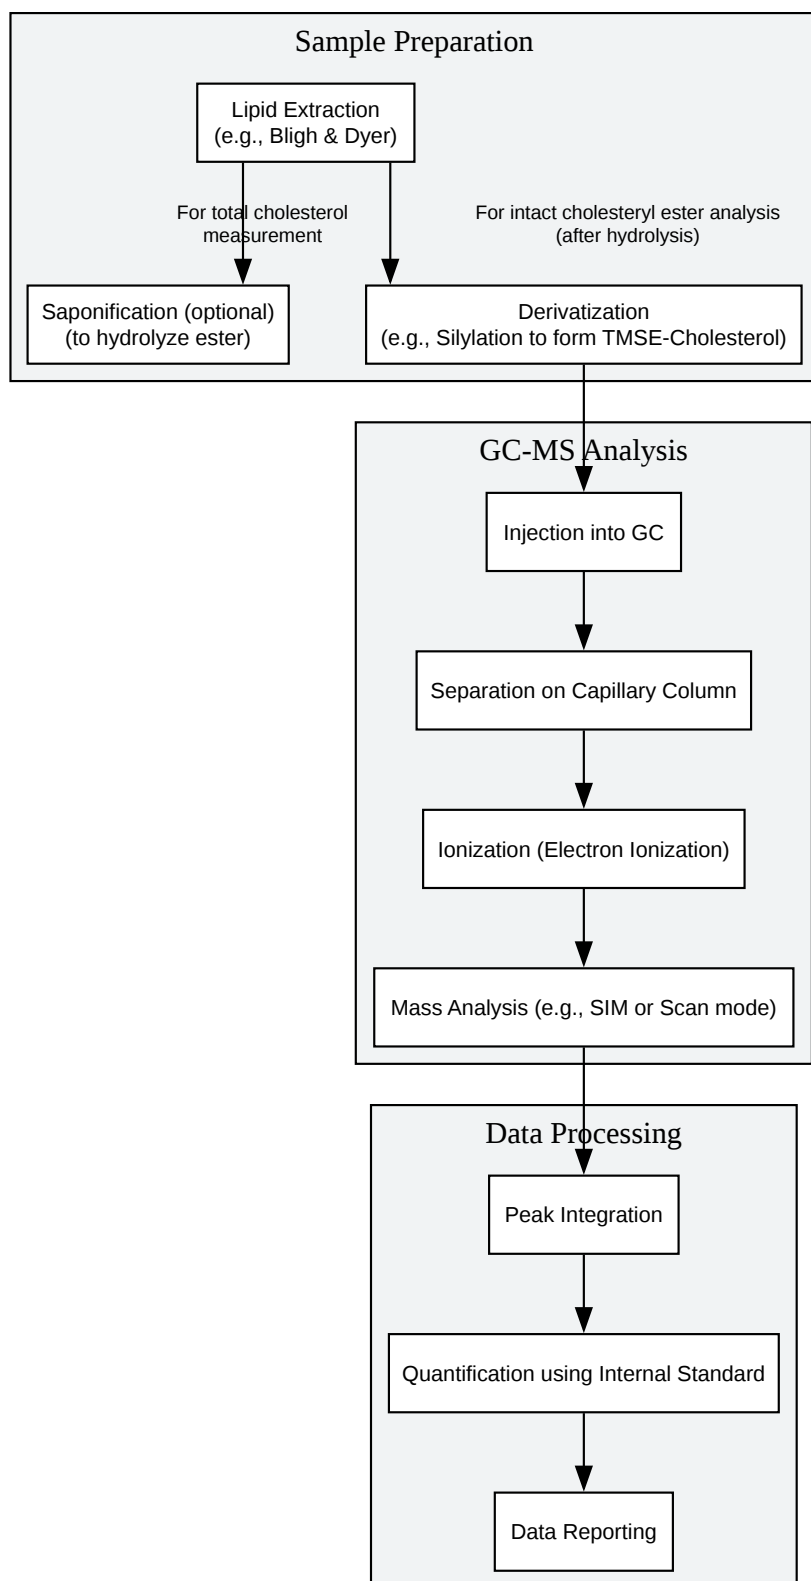 Sample Preparation
Lipid Extraction
(e.g., Bligh & Dyer)
For total cholesterol
measurement
For intact cholesteryl ester analysis
(after hydrolysis)
Saponification (optional)
(to hydrolyze ester)
Derivatization
(e.g., Silylation to form TMSE-Cholesterol)
GC-MS Analysis
Injection into GC
Separation on Capillary Column
Ionization (Electron Ionization)
Mass Analysis (e.g., SIM or Scan mode)
Data Processing
Peak Integration
Quantification using Internal Standard
Data Reporting